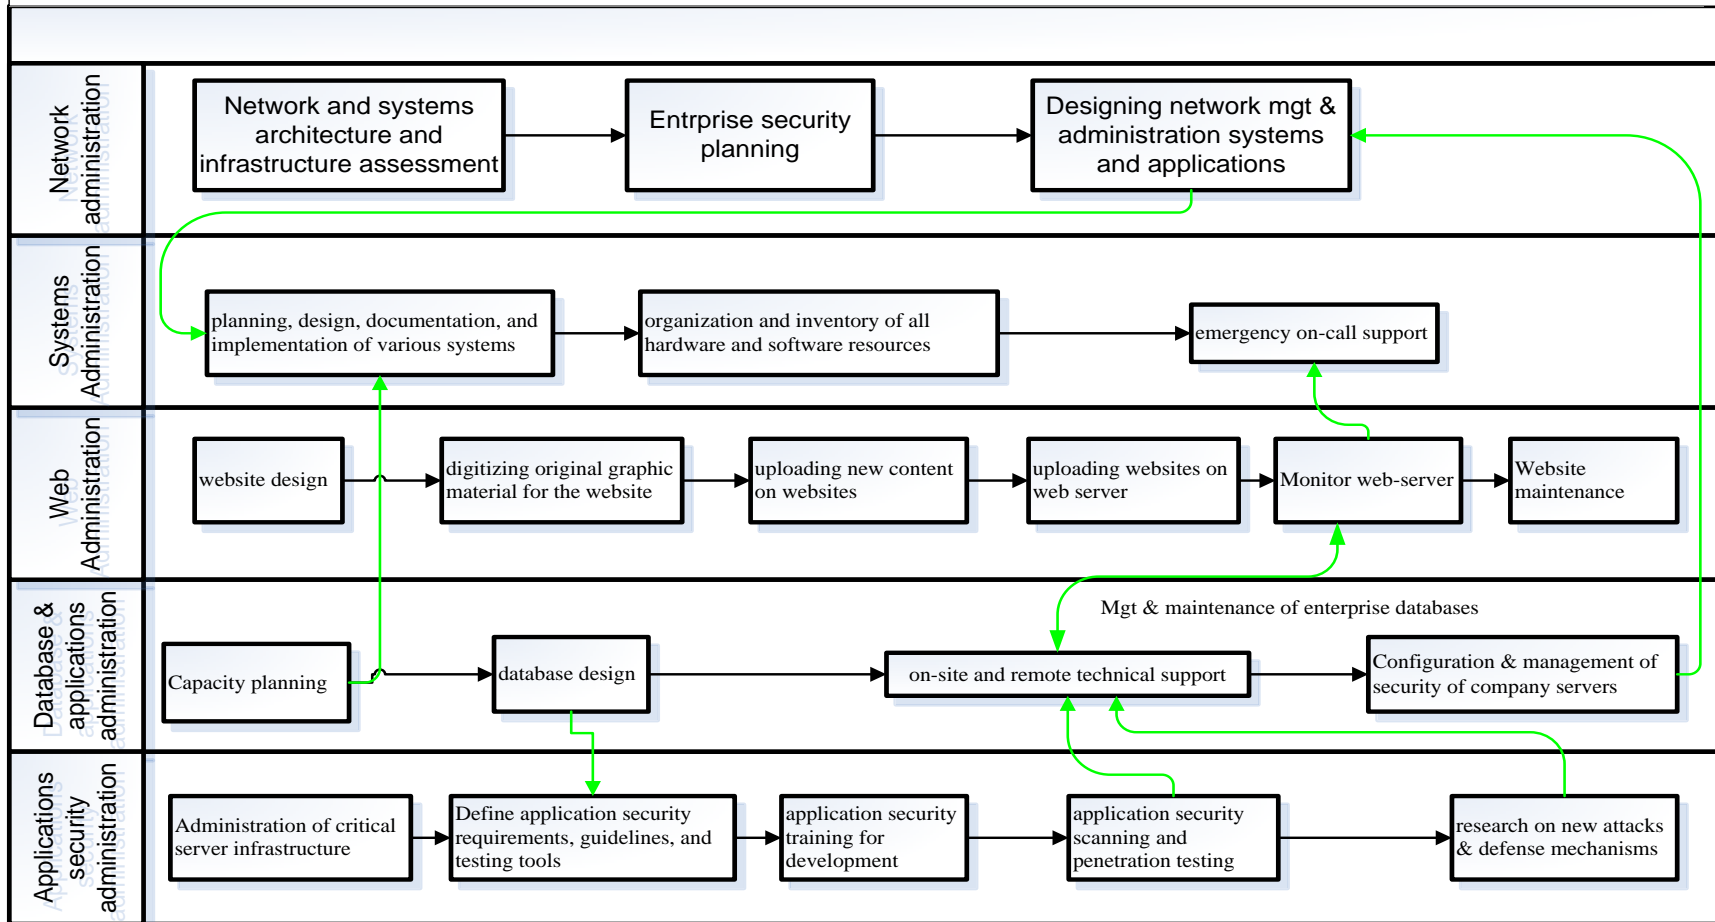 Network
administration
Network and systems
architecture and
infrastructure assessment
Entrprise security
planning
Designing network mgt &
administration systems
and applications
Systems
Administration
planning, design, documentation, and
implementation of various systems
organization and inventory of all
hardware and software resources
emergency on-call support
Web
Administration
website design
digitizing original graphic
material for the website
uploading new content
on websites
uploading websites on
web server
Monitor web-server
Website
maintenance
Database &
applications
administration
Capacity planning
database design
Mgt & maintenance of enterprise databases
on-site and remote technical support
Configuration & management of
security of company servers
Applications
security
administration
Administration of critical
server infrastructure
Define application security
requirements, guidelines, and
testing tools
application security
training for
development
application security
scanning and
penetration testing
research on new attacks
& defense mechanisms